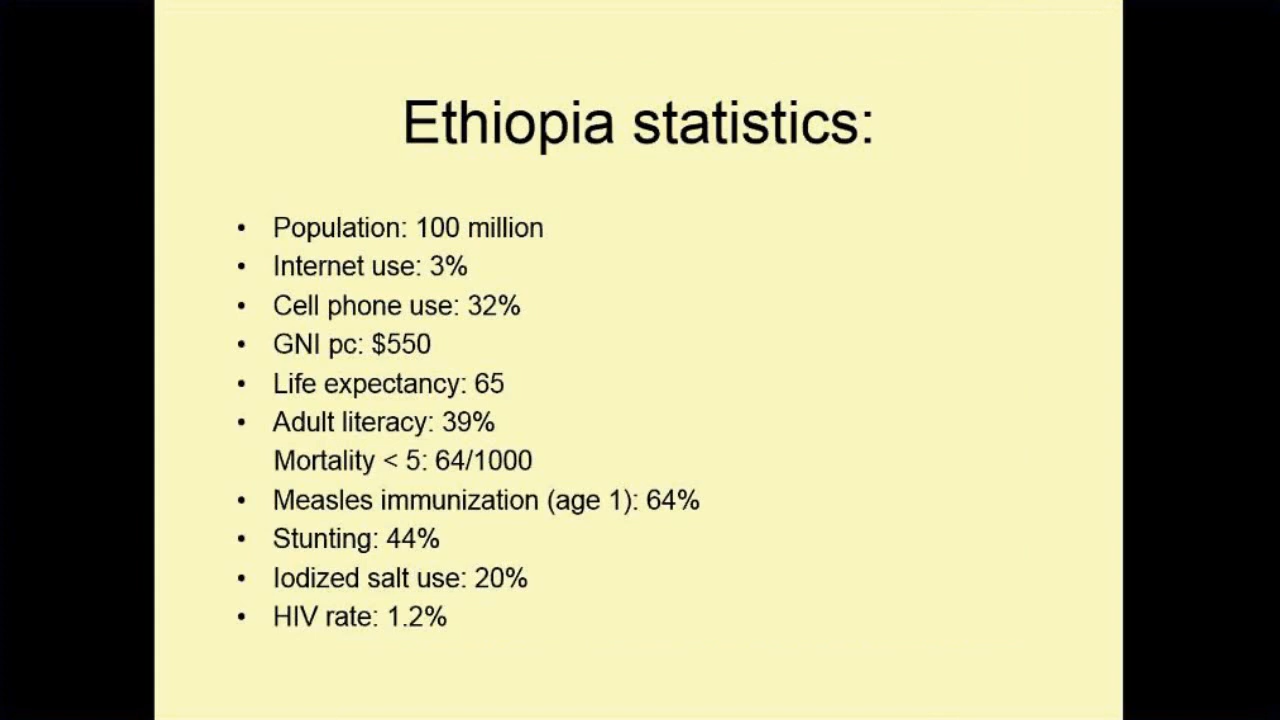 Ethiopia statistics:
• Population: 100 million
• Internet use: 3%
• Cell phone use: 32%
• GNI pc: $550
• Life expectancy: 65
• Adult literacy: 39%
Mortality < 5: 64/1000
• Measles immunization (age 1): 64%
• Stunting: 44%
• Iodized salt use: 20%
• HIV rate: 1.2%